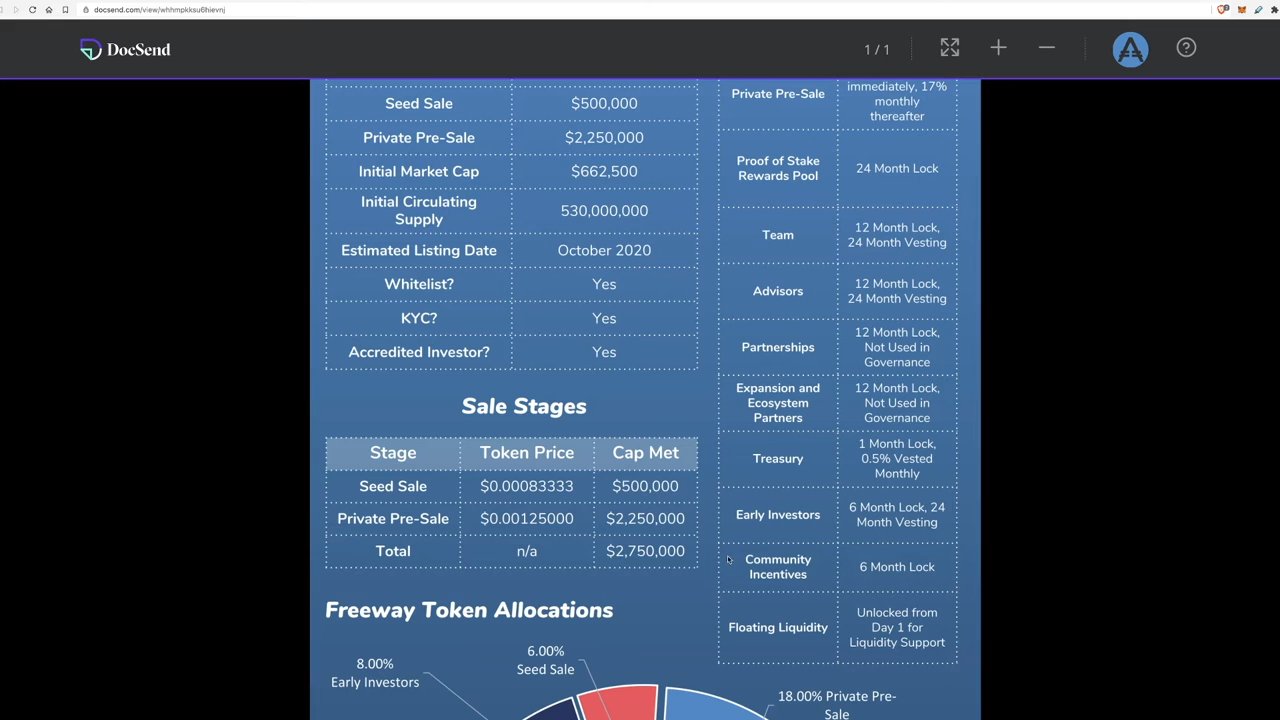 docsend.com/view/whhmpkksu6hievnj
DocSend
1 / 1
Seed Sale $500,000
Private Pre-Sale $2,250,000
Initial Market Cap $662,500
Initial Circulating
Supply
530,000,000
Estimated Listing Date October 2020
Whitelist? Yes
KYC? Yes
Accredited Investor? Yes
Sale Stages
Stage Token Price Cap Met
Seed Sale $0.00083333 $500,000
Private Pre-Sale $0.00125000 $2,250,000
Total n/a $2,750,000
Freeway Token Allocations
8.00%
Early Investors
6.00%
Seed Sale
18.00% Private Pre-
Sale
Private Pre-Sale
immediately, 17%
monthly
thereafter
Proof of Stake
Rewards Pool
24 Month Lock
Team
12 Month Lock,
24 Month Vesting
Advisors
12 Month Lock,
24 Month Vesting
Partnerships
12 Month Lock,
Not Used in
Governance
Expansion and
Ecosystem
Partners
12 Month Lock,
Not Used in
Governance
Treasury
1 Month Lock,
0.5% Vested
Monthly
Early Investors
6 Month Lock, 24
Month Vesting
Community
Incentives
6 Month Lock
Floating Liquidity
Unlocked from
Day 1 for
Liquidity Support